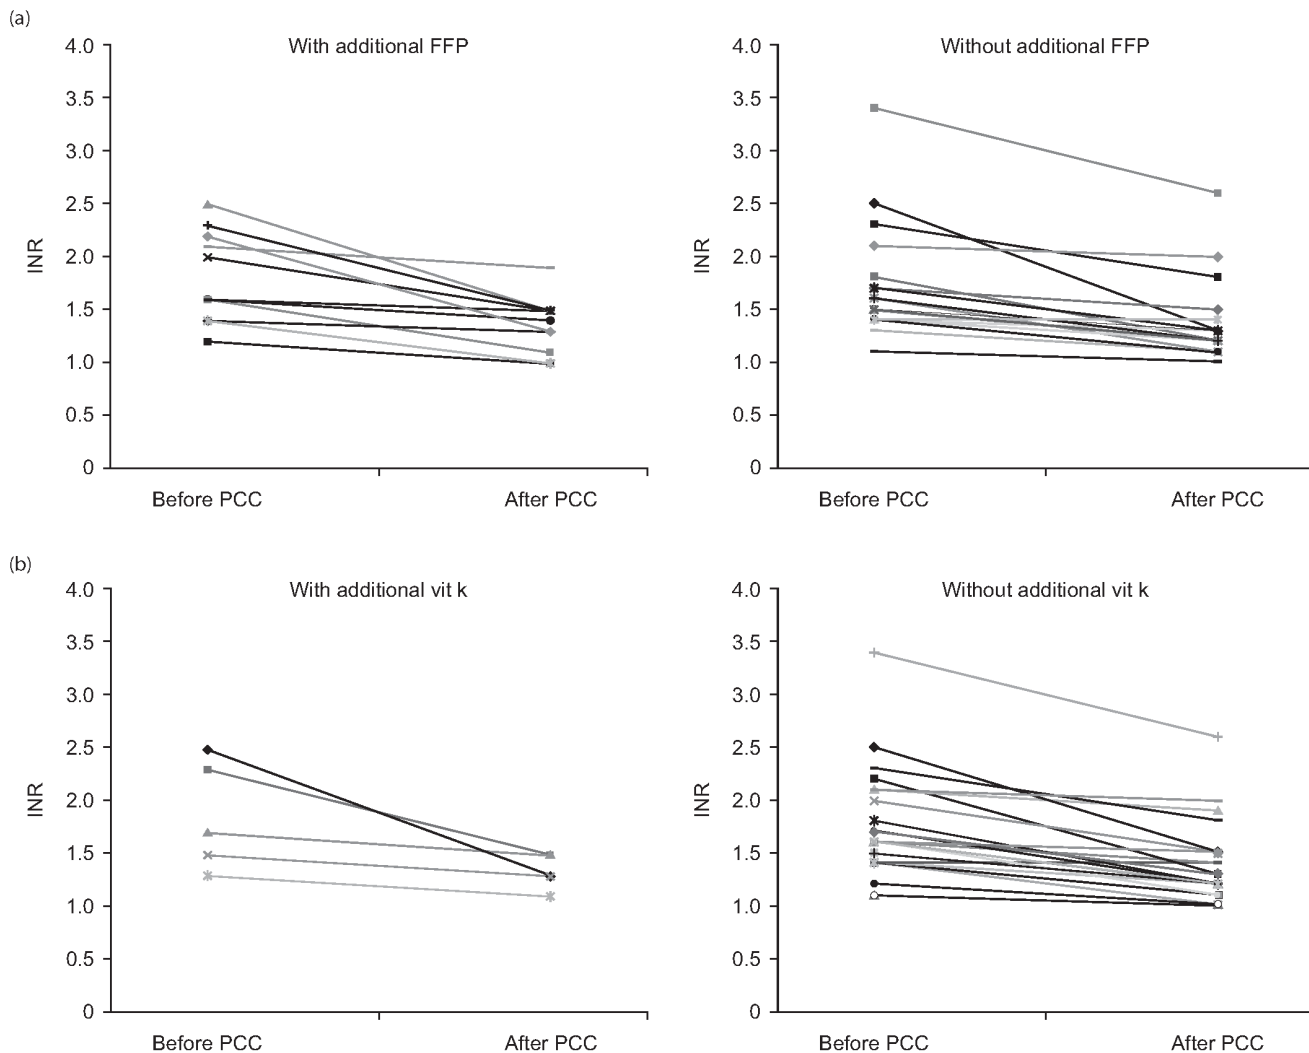 (a)
With additional FFP
Without additional FFP
4.0
3.5
3.0
2.5
2.0
1.5
1.0
0.5
0
INR
Before PCC
After PCC
4.0
3.5
3.0
2.5
2.0
1.5
1.0
0.5
0
INR
Before PCC
After PCC
(b)
With additional vit k
Without additional vit k
4.0
3.5
3.0
2.5
2.0
1.5
1.0
0.5
0
INR
Before PCC
After PCC
4.0
3.5
3.0
2.5
2.0
1.5
1.0
0.5
0
INR
Before PCC
After PCC